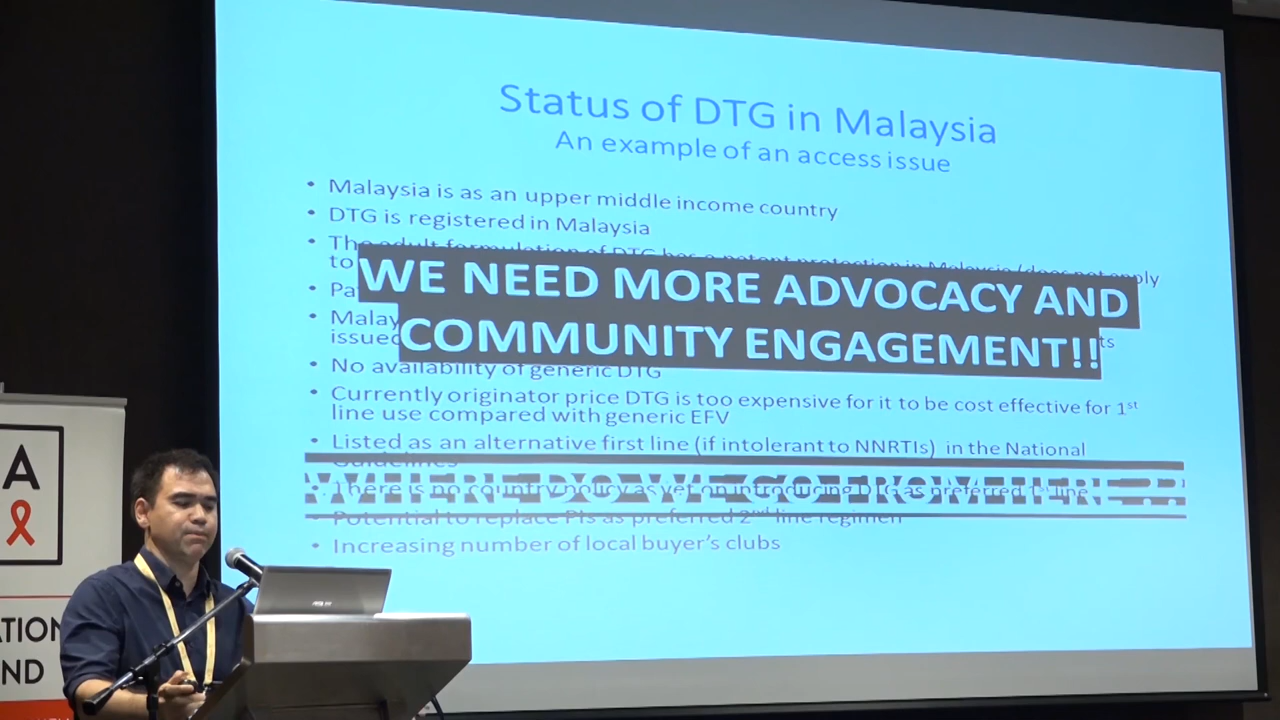 Status of DTG in Malaysia
An example of an access issue
• Malaysia is as an upper middle income country
• DTG is registered in Malaysia
• The adult formulation of DTG has a patent protection in Malaysia (does not apply
to
• Pa
WE NEED MORE ADVOCACY AND
• Malay
issued
COMMUNITY ENGAGEMENT!!
ts
• No availability of generic DTG
• Currently originator price DTG is too expensive for it to be cost effective for 1st
line use compared with generic EFV
• Listed as an alternative first line (if intolerant to NNRTIs) in the National
Guidelines
WHERE DO WE GO FROM HERE ??
• There is no country policy as yet on introducing DTG as preferred 1st line
• Potential to replace PIs as preferred 2nd line regimen
• Increasing number of local buyer's clubs
A
TION
ND